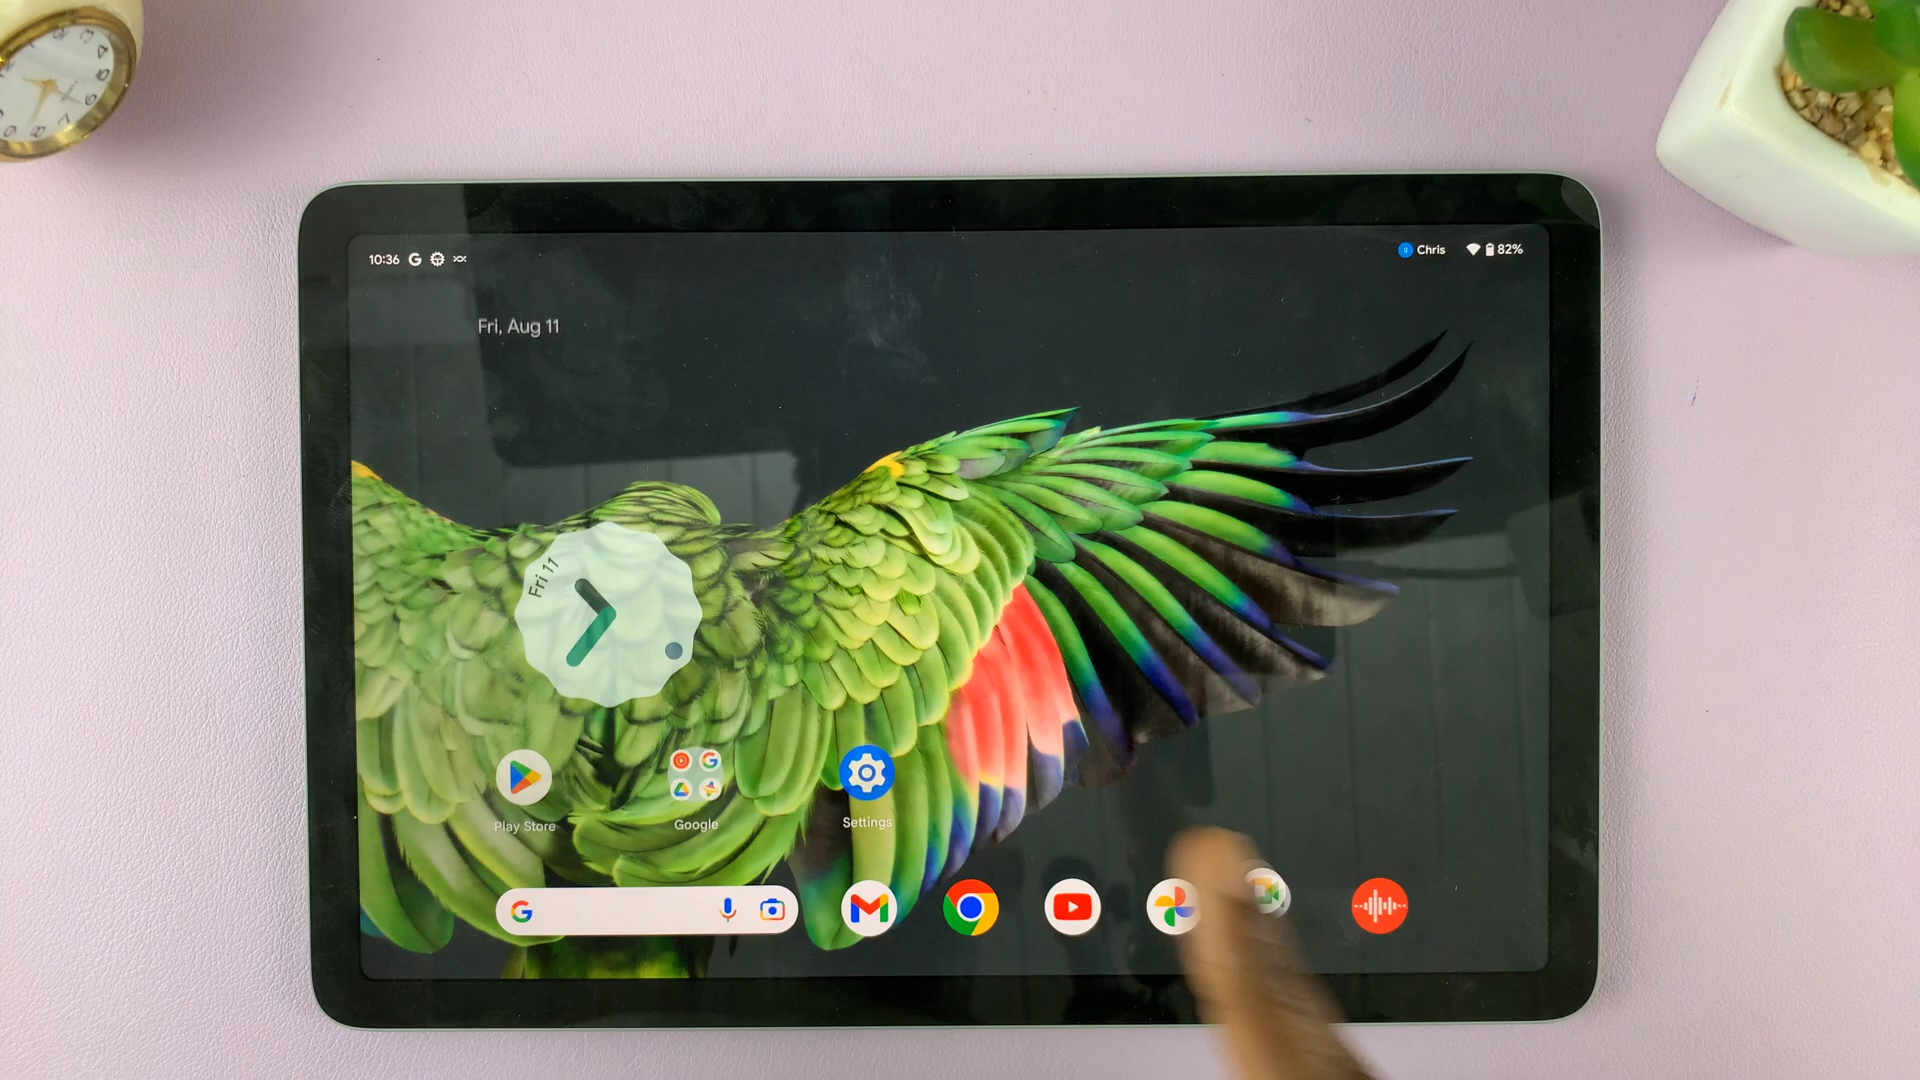 10:36
Chris
82%
Fri, Aug 11
Fri 11
Play Store
Google
Settings